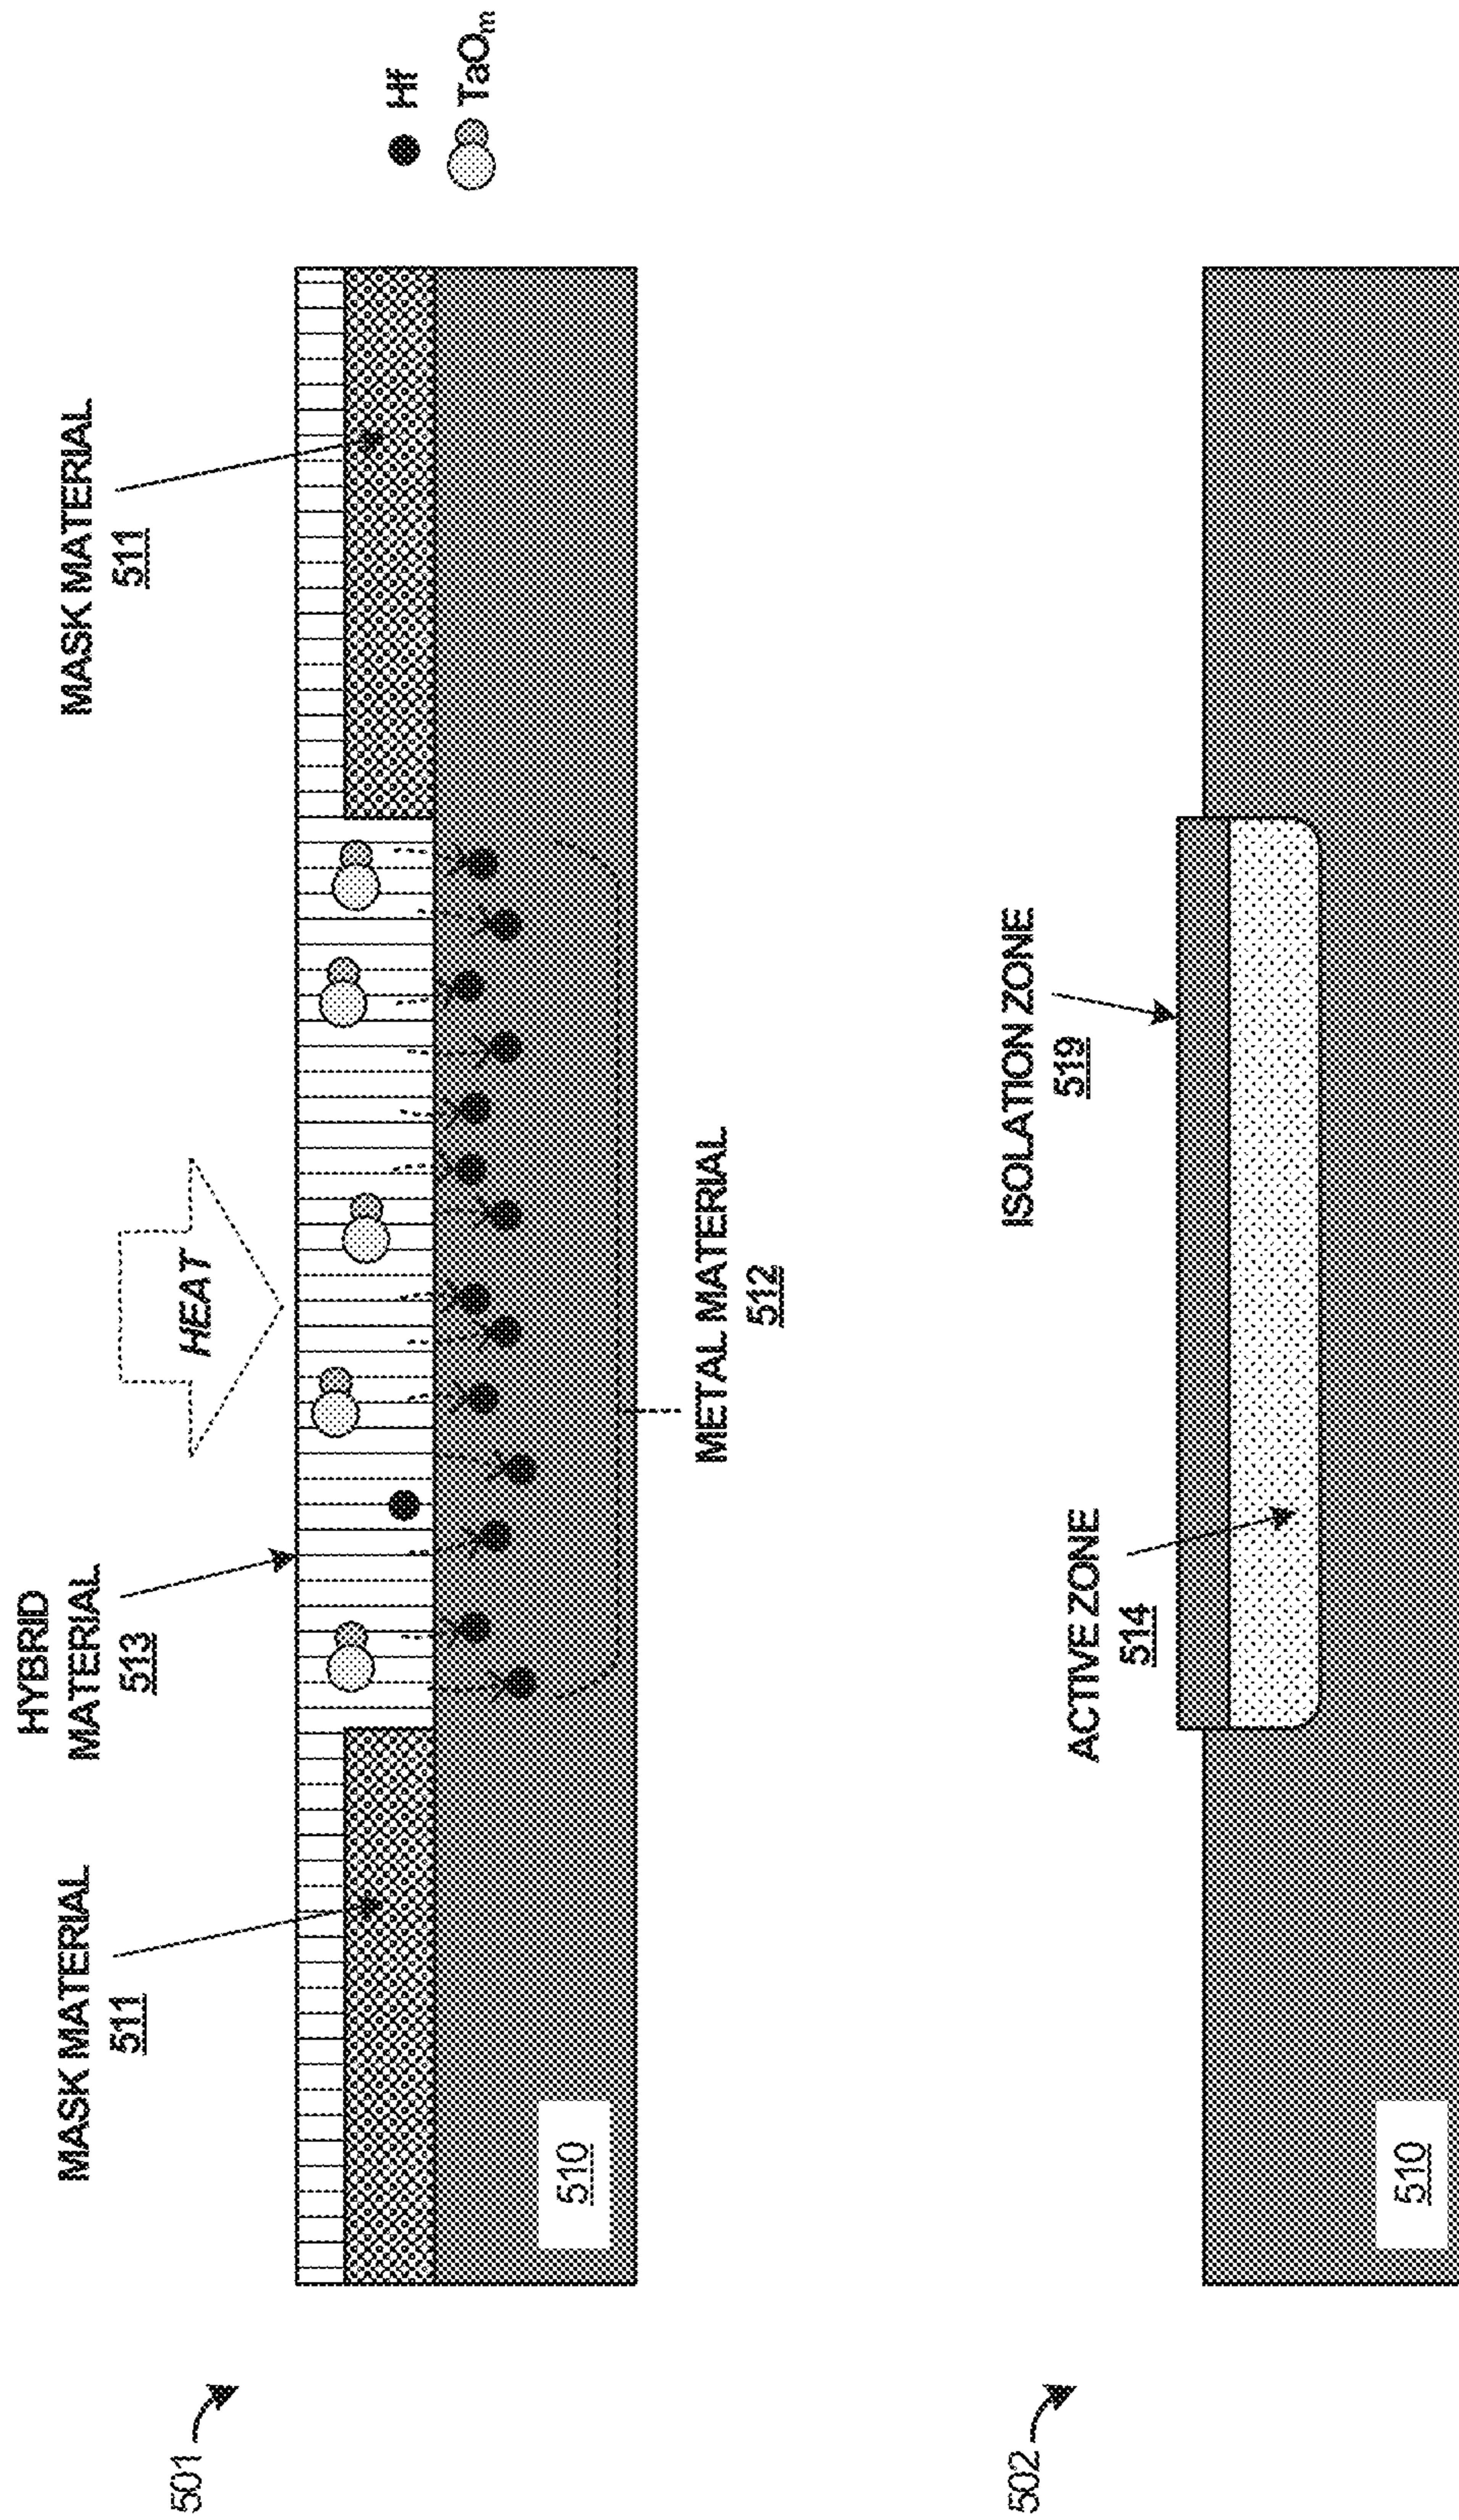 501
MASK MATERIAL
511
HYBRID
MATERIAL
513
HEAT
MASK MATERIAL
511
Hf
TaOm
510
METAL MATERIAL
512
502
ACTIVE ZONE
514
ISOLATION ZONE
519
510